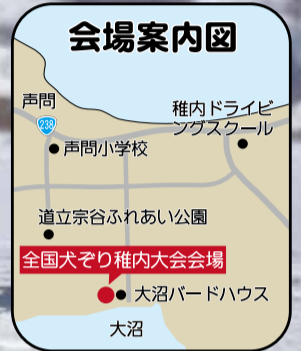 会場案内図
声問
238
稚内ドライビ
ングスクール
声問小学校
道立宗谷ふれあい公園
全国犬ぞり稚内大会会場
大沼バードハウス
大沼